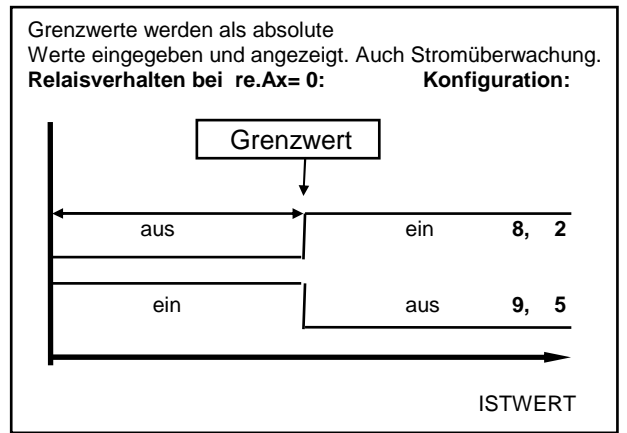 Grenzwerte werden als absolute
Werte eingegeben und angezeigt. Auch Stromüberwachung.
Relaisverhalten bei re.Ax= 0: Konfiguration:
Grenzwert
aus ein 8, 2
ein aus 9, 5
ISTWERT